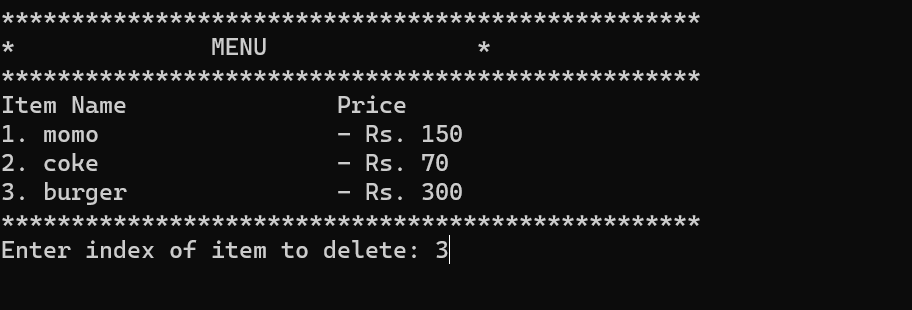 **************************************************
*              MENU               *
**************************************************
Item Name               Price
1. momo                 - Rs. 150
2. coke                 - Rs. 70
3. burger               - Rs. 300
**************************************************
Enter index of item to delete: 3